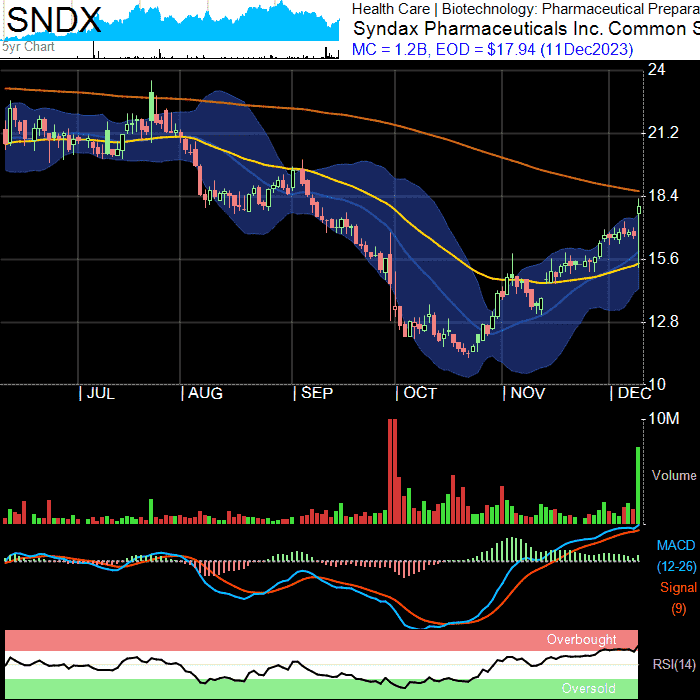 SNDX
5yr Chart
Health Care | Biotechnology: Pharmaceutical Prepara
Syndax Pharmaceuticals Inc. Common S
MC = 1.2B, EOD = $17.94 (11Dec2023)
24
21.2
18.4
15.6
12.8
10
| JUL | AUG | SEP | OCT | NOV | DEC
10M
Volume
MACD
(12-26)
Signal
(9)
Overbought
RSI(14)
Oversold